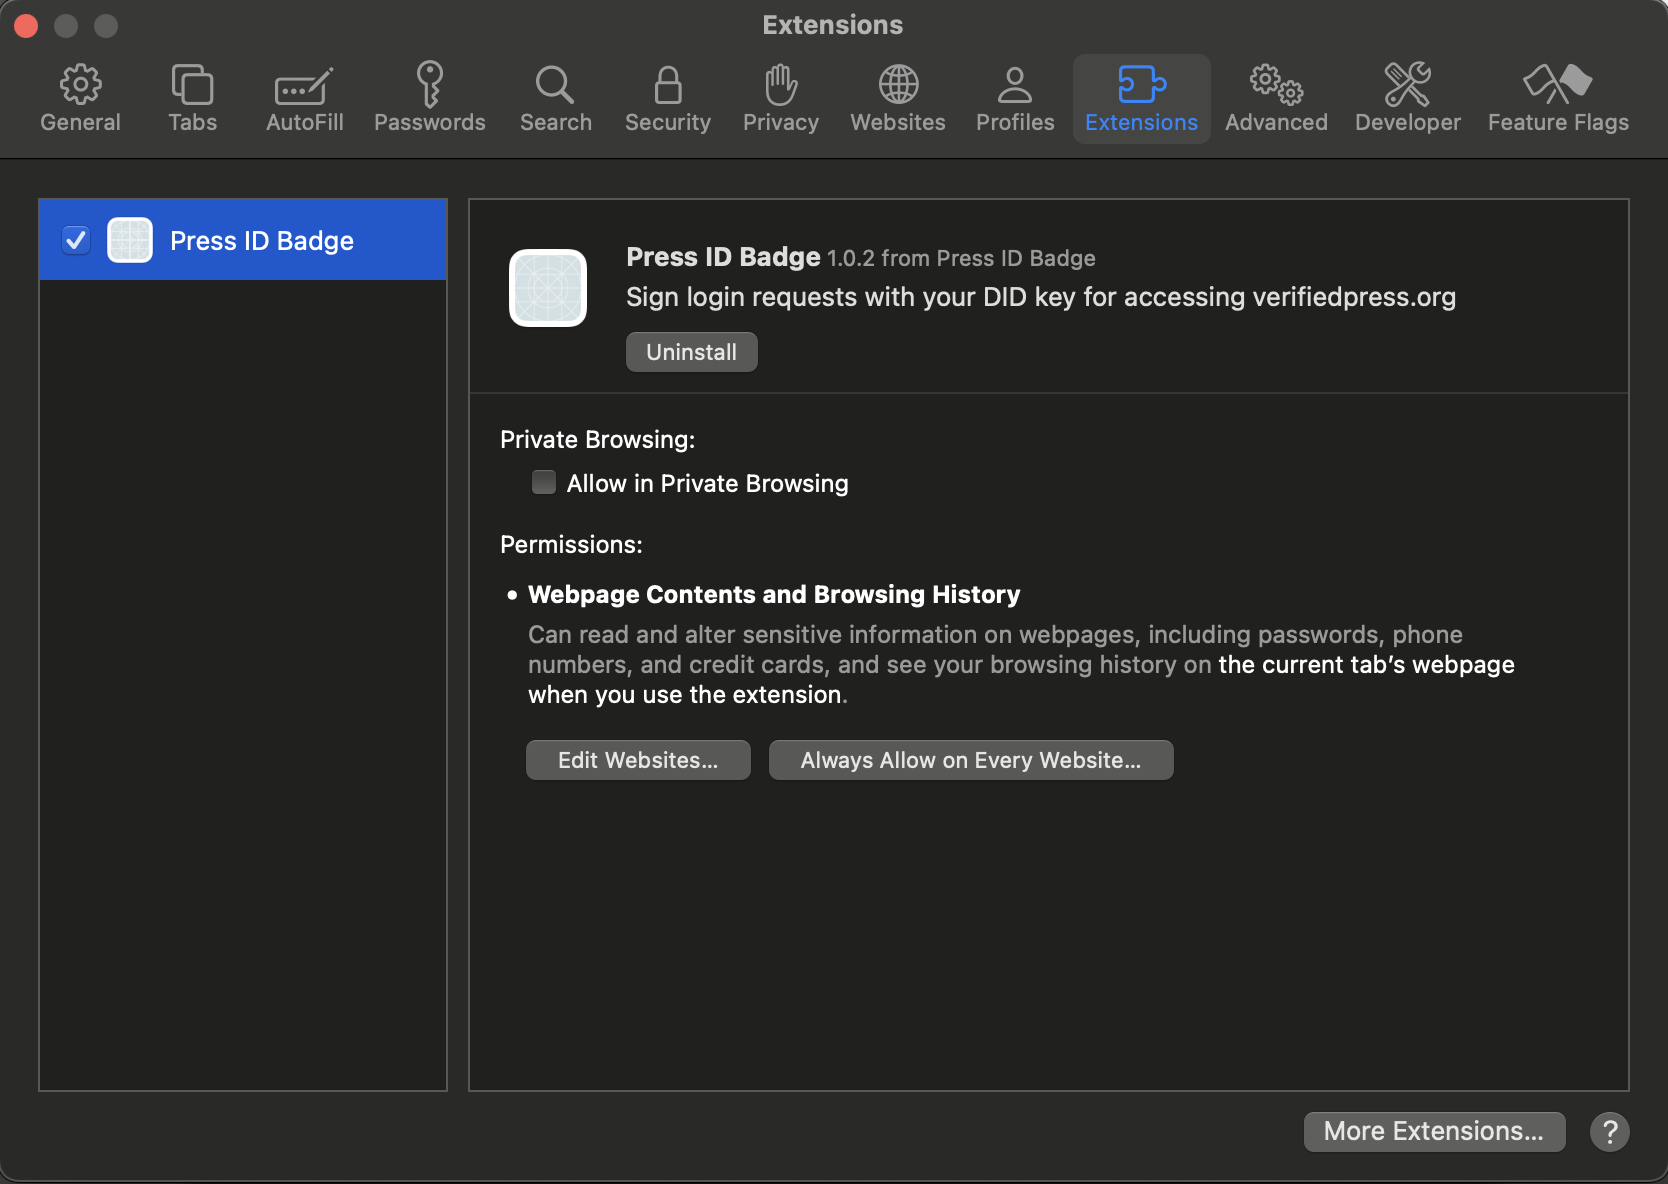 Extensions
General
Tabs
AutoFill
Passwords
Search
Security
Privacy
Websites
Profiles
Extensions
Advanced
Developer
Feature Flags
Press ID Badge
Press ID Badge 1.0.2 from Press ID Badge
Sign login requests with your DID key for accessing verifiedpress.org
Uninstall
Private Browsing:
Allow in Private Browsing
Permissions:
• Webpage Contents and Browsing History
Can read and alter sensitive information on webpages, including passwords, phone
numbers, and credit cards, and see your browsing history on the current tab’s webpage
when you use the extension.
Edit Websites...
Always Allow on Every Website...
More Extensions...
?